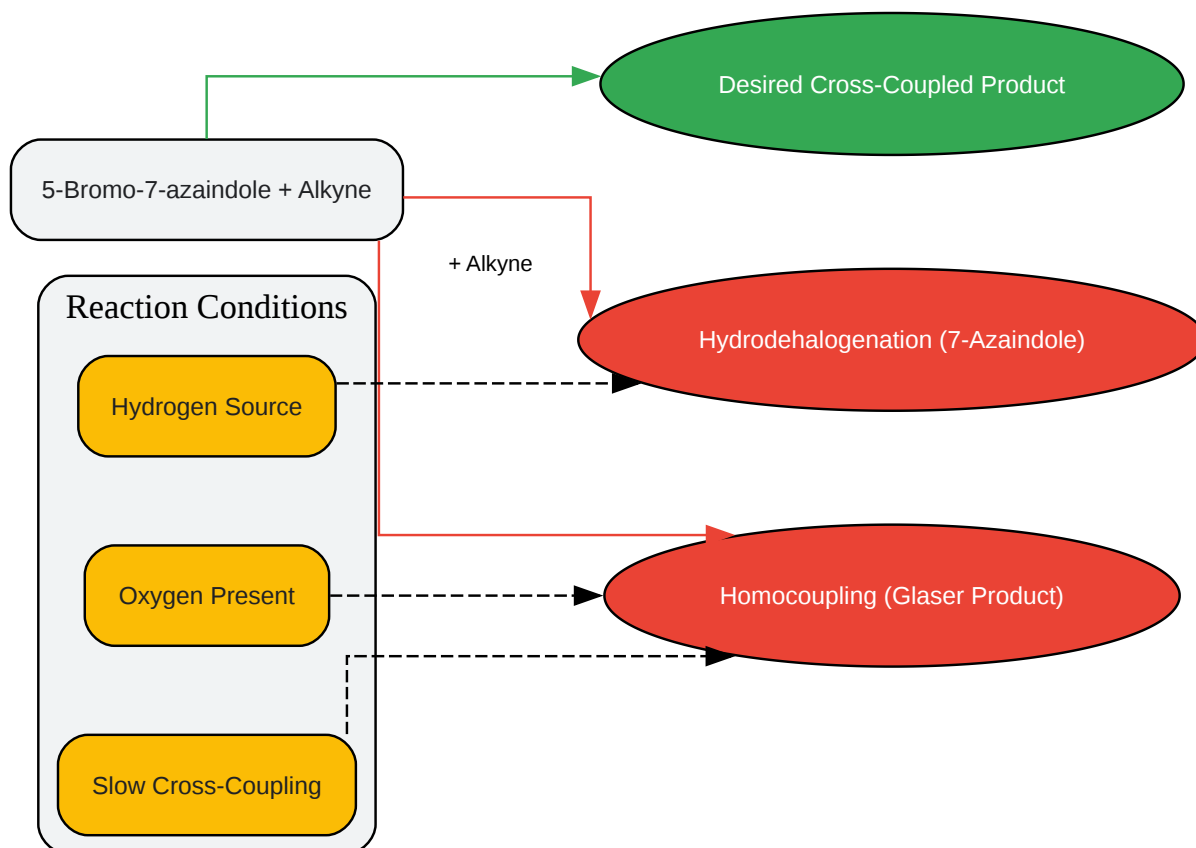 Desired Cross-Coupled Product
5-Bromo-7-azaindole + Alkyne
+ Alkyne
Reaction Conditions
Hydrodehalogenation (7-Azaindole)
Hydrogen Source
Oxygen Present
Homocoupling (Glaser Product)
Slow Cross-Coupling